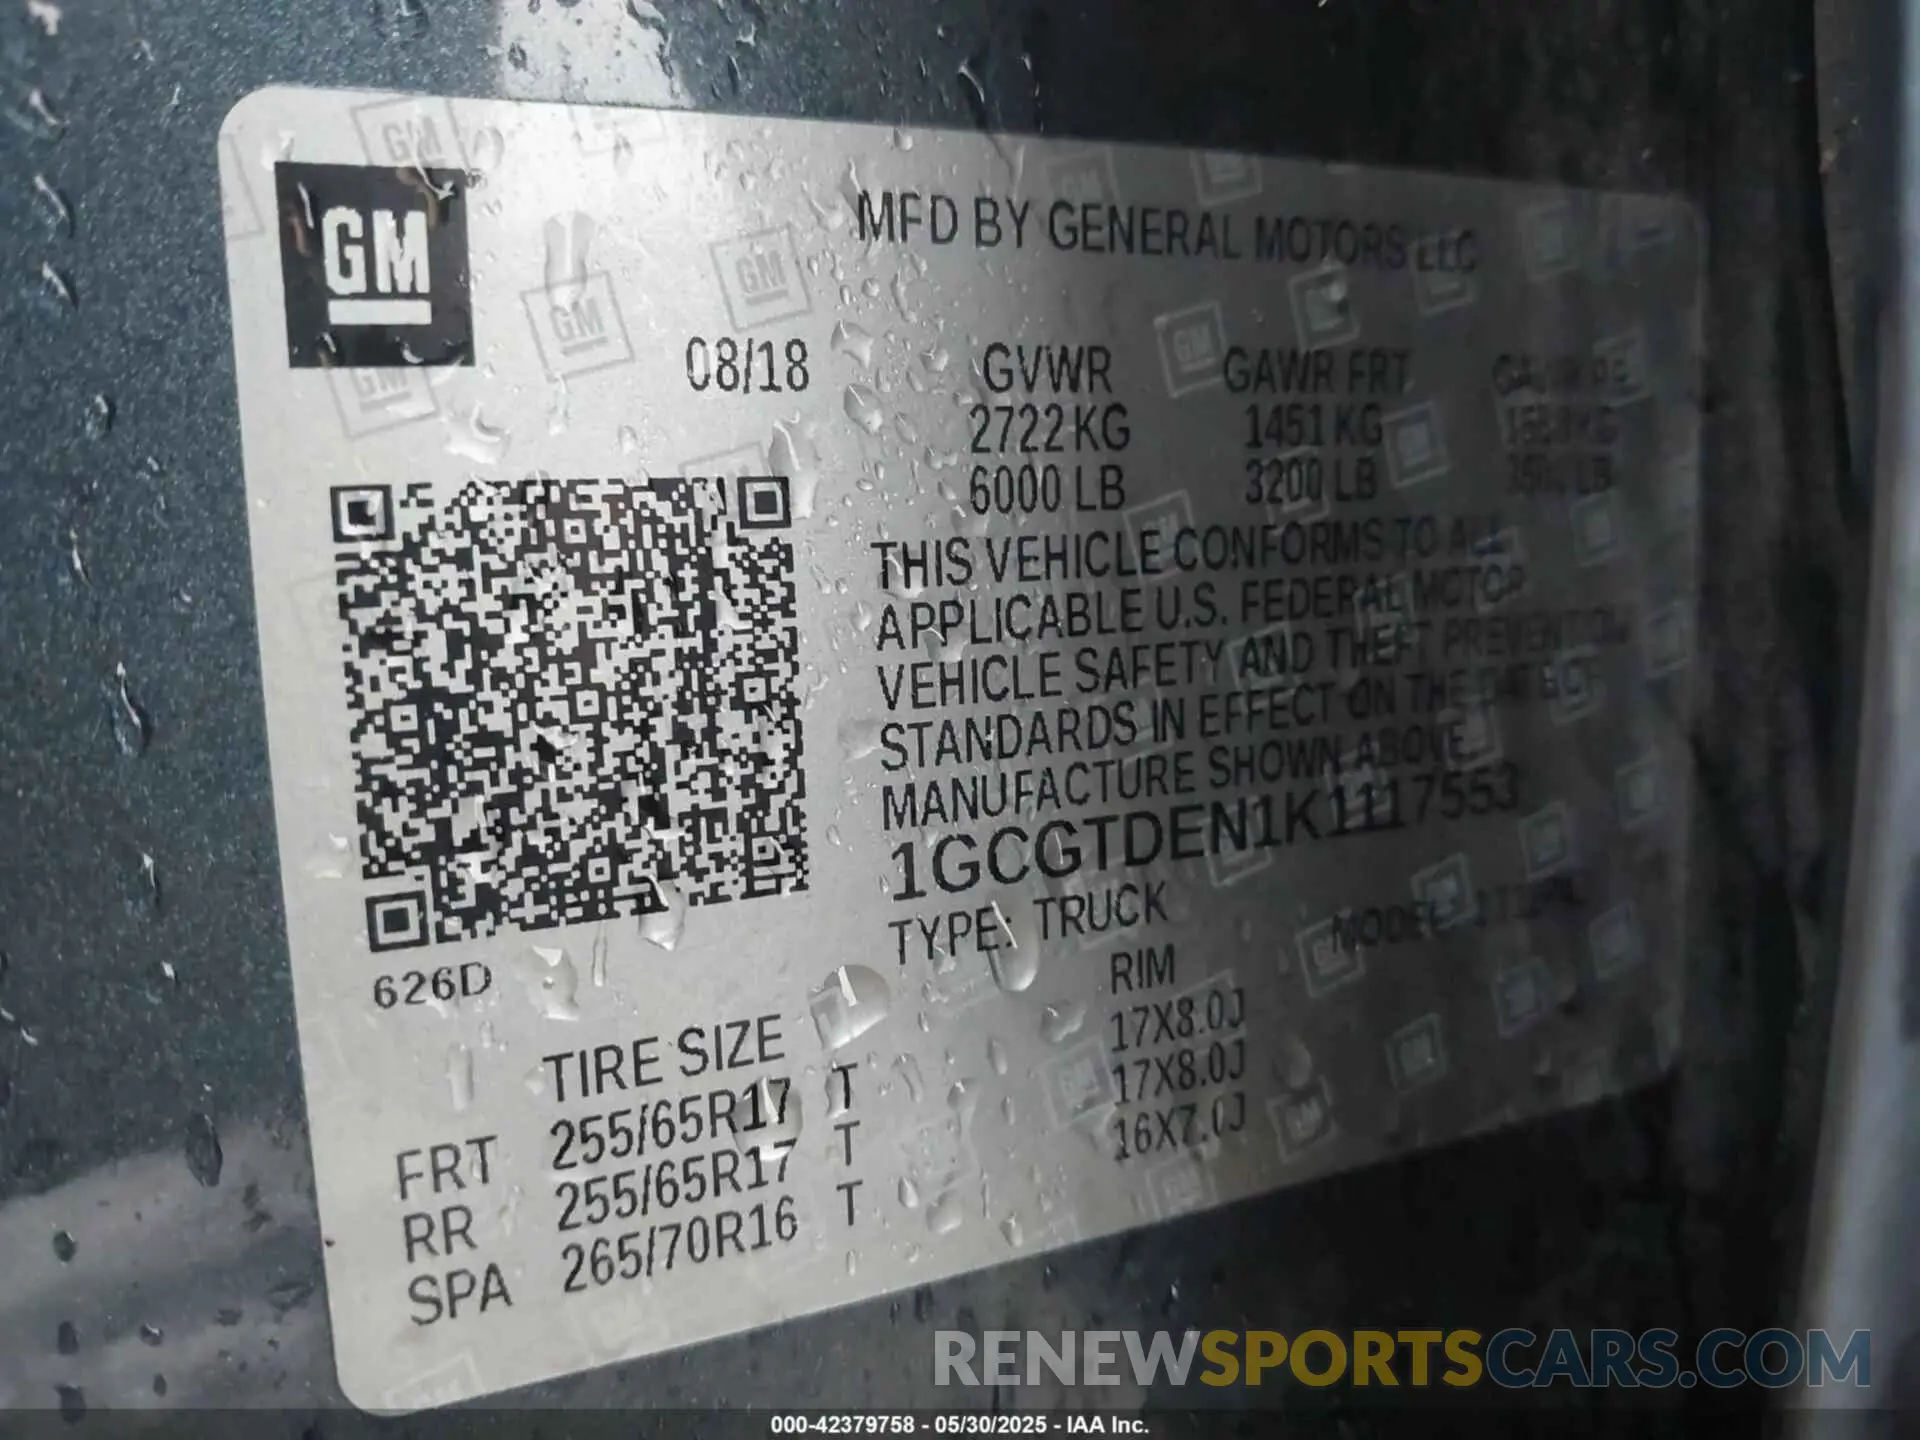 GM
MFD BY GENERAL MOTORS LLC
08/18
GVWR GAWR FRT
2722 KG 1451 KG
6000 LB 3200 LB
THIS VEHICLE CONFORMS TO ALL
APPLICABLE U.S. FEDERAL MOTOR
VEHICLE SAFETY AND THEFT PREVENTION
STANDARDS IN EFFECT ON THE DATE OF
MANUFACTURE SHOWN ABOVE.
1GCGTDEN1K1117553
TYPE: TRUCK MODEL:
626D
TIRE SIZE RIM
FRT 255/65R17 T 17X8.0J
RR 255/65R17 T 17X8.0J
SPA 265/70R16 T 16X7.0J
RENEWSPORTSCARS.COM
000-42379758 - 05/30/2025 - IAA Inc.